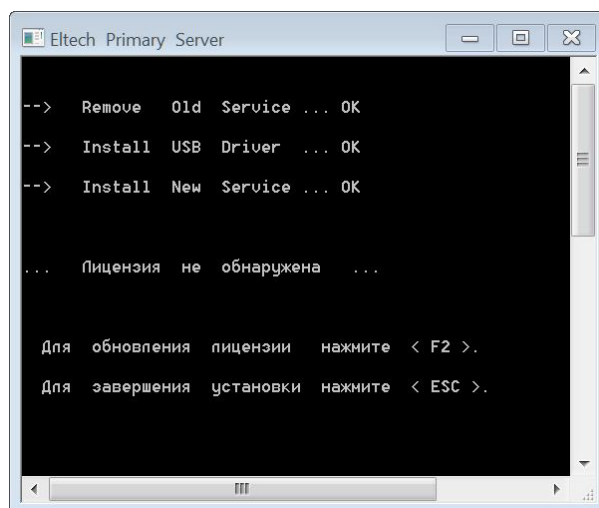 Eltech Primary Server
--> Remove Old Service ... OK
--> Install USB Driver ... OK
--> Install New Service ... OK
... Лицензия не обнаружена ...
Для обновления лицензии нажмите < F2 >.
Для завершения установки нажмите < ESC >.